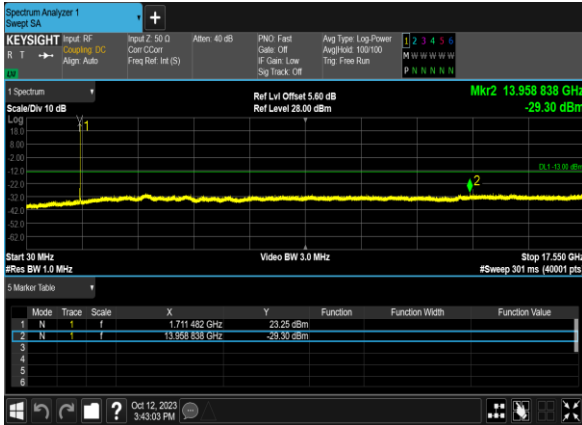 Spectrum Analyzer 1
Swept SA
+
KEYSIGHT Input: RF Input Z: 50 Ω Atten: 40 dB PNO: Fast Avg Type: Log-Power 1 2 3 4 5 6
R T Coupling: DC Corr CCorr Gate: Off Avg|Hold: 100/100 M W W W W W
Align: Auto Freq Ref: Int (S) IF Gain: Low Trig: Free Run
Sig Track: Off P N N N N N
1 Spectrum Ref Lvl Offset 5.60 dB Mkr2 13.958 838 GHz
Scale/Div 10 dB Ref Level 28.00 dBm -29.30 dBm
Log
18.0 1
8.00
-2.00
-12.0 DL1 -13.00 dBm
-22.0 2
-32.0
-42.0
-52.0
-62.0
Start 30 MHz Video BW 3.0 MHz Stop 17.550 GHz
#Res BW 1.0 MHz #Sweep 301 ms (40001 pts
5 Marker Table
Mode Trace Scale X Y Function Function Width Function Value
1 N 1 f 1.711 482 GHz 23.25 dBm
2 N 1 f 13.958 838 GHz -29.30 dBm
3
4
5
6
? Oct 12, 2023
3:43:03 PM